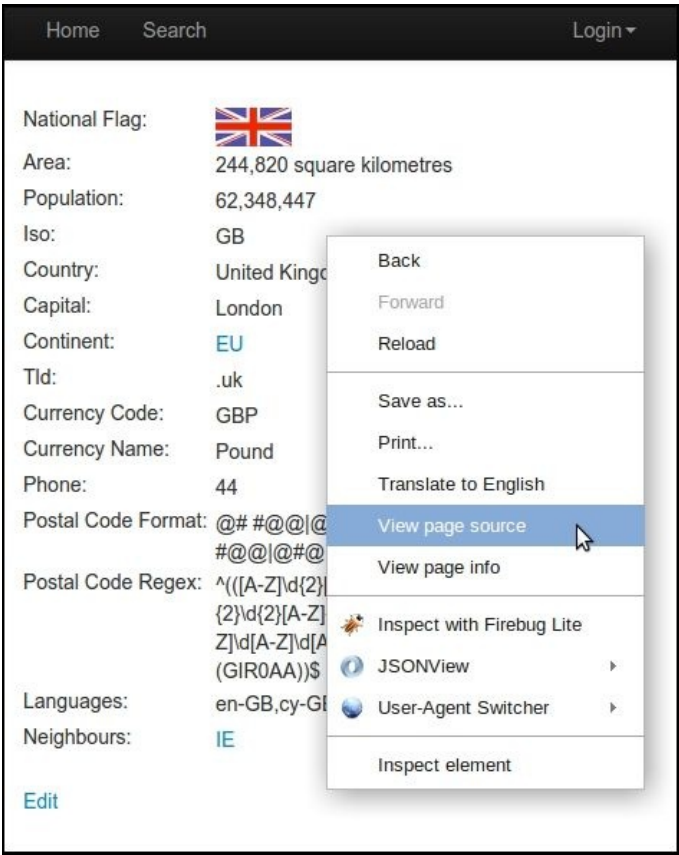 Home Search Login
National Flag:
Area: 244,820 square kilometres
Population: 62,348,447
Iso: GB
Country: United Kingd
Capital: London
Continent: EU
Tld: .uk
Currency Code: GBP
Currency Name: Pound
Phone: 44
Postal Code Format: @# #@@|@
#@@|@#@
Postal Code Regex: ^(([A-Z]\d{2}[
{2}\d{2}[A-Z]
Z]\d[A-Z]\d[A
(GIR0AA))$
Languages: en-GB,cy-GB
Neighbours: IE
Edit
Back
Forward
Reload
Save as...
Print...
Translate to English
View page source
View page info
Inspect with Firebug Lite
JSONView
User-Agent Switcher
Inspect element